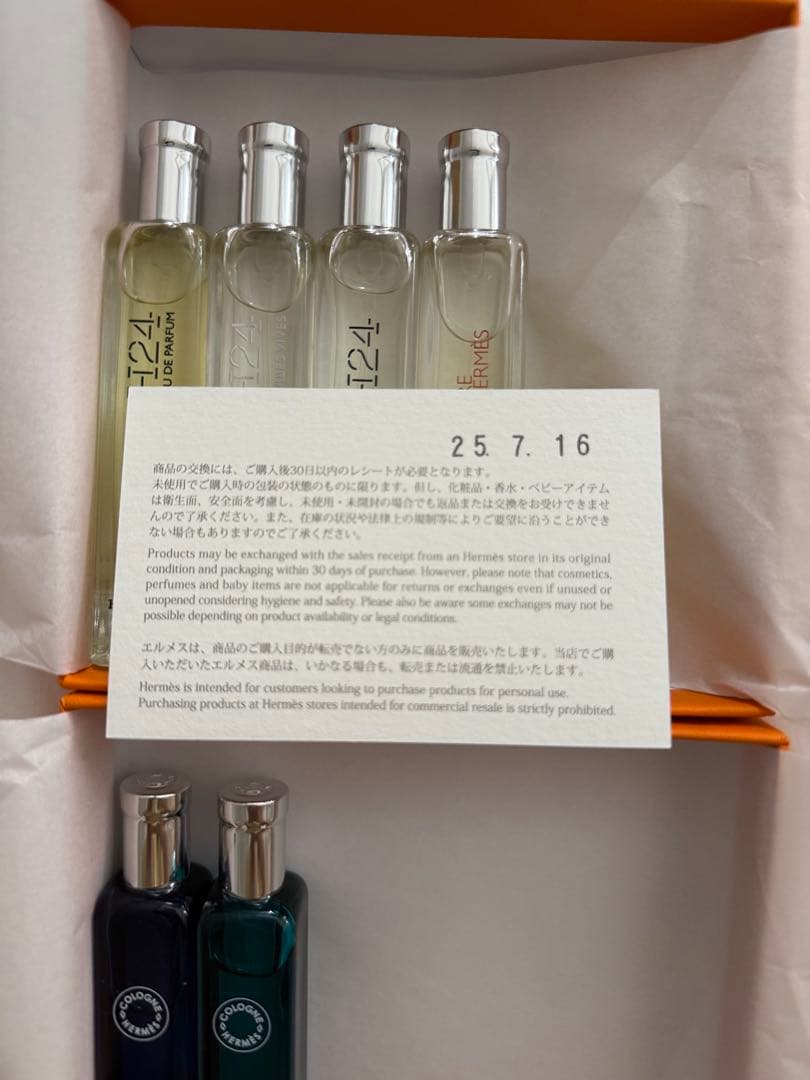 H24
EAU DE PARFUM
H24
VIVES
H24
HERMÈS
25. 7. 16
商品の交換には、ご購入後30日以内のレシートが必要となります。
未使用でご購入時の包装の状態のものに限ります。但し、化粧品・香水・ベビーアイテム
は衛生面、安全面を考慮し、未使用・未開封の場合でも返品または交換をお受けできませ
んので了承ください。また、在庫の状況や法律上の規制等によりご要望に沿うことができ
ない場合もありますのでご了承ください。
Products may be exchanged with the sales receipt from an Hermès store in its original
condition and packaging within 30 days of purchase. However, please note that cosmetics,
perfumes and baby items are not applicable for returns or exchanges even if unused or
unopened considering hygiene and safety. Please also be aware some exchanges may not be
possible depending on product availability or legal conditions.
エルメスは、商品のご購入目的が転売でない方のみに商品を販売いたします。当店でご購
入いただいたエルメス商品は、いかなる場合も、転売または流通を禁止いたします。
Hermès is intended for customers looking to purchase products for personal use.
Purchasing products at Hermès stores intended for commercial resale is strictly prohibited.
COLOGNE
HERMÈS
COLOGNE
HERMÈS